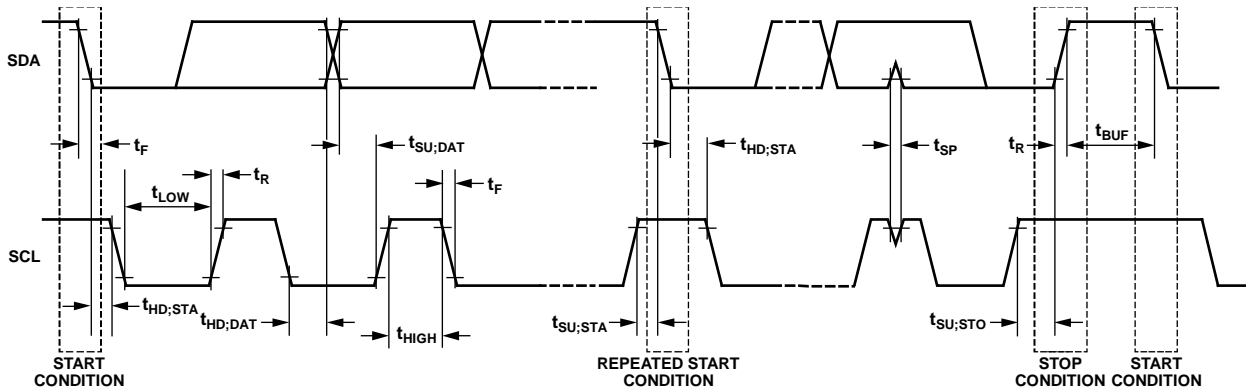 SDA
tF
tSU;DAT
tHD;STA
tSP
tR
tBUF
tLOW
tR
tF
SCL
tHD;STA
tHD;DAT
tHIGH
tSU;STA
tSU;STO
START
CONDITION
REPEATED START
CONDITION
STOP
CONDITION
START
CONDITION